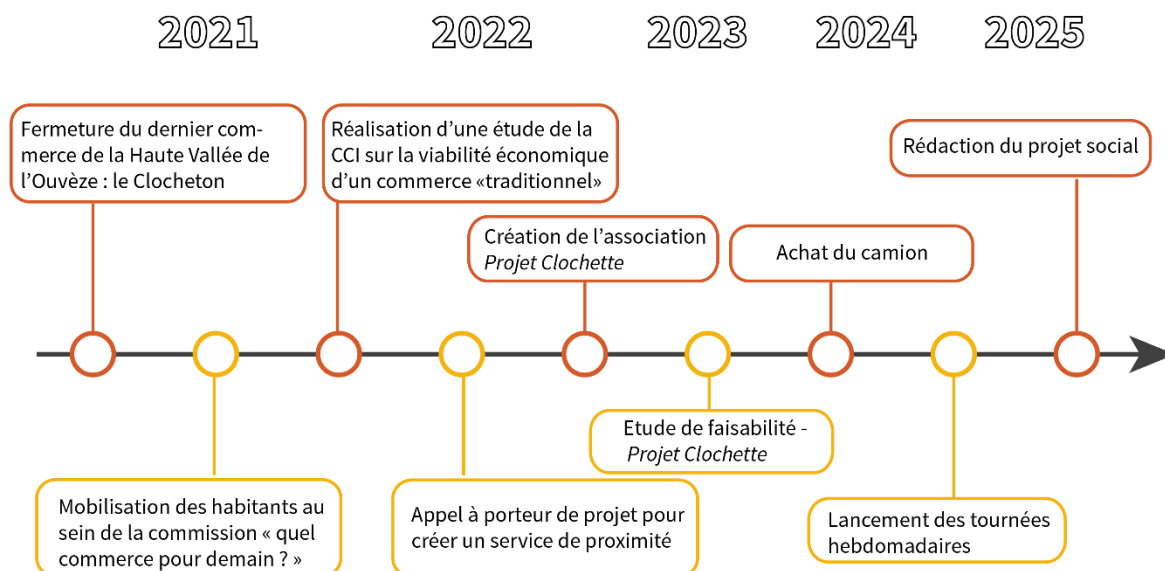 2021
2022
2023
2024
2025
Fermeture du dernier com-
merce de la Haute Vallée de
l'Ouvèze : le Clocheton
Réalisation d'une étude de la
CCI sur la viabilité économique
d'un commerce «traditionnel»
Rédaction du projet social
Création de l'association
Projet Clochette
Achat du camion
Etude de faisabilité -
Projet Clochette
Mobilisation des habitants au
sein de la commission « quel
commerce pour demain ? »
Appel à porteur de projet pour
créer un service de proximité
Lancement des tournées
hebdomadaires